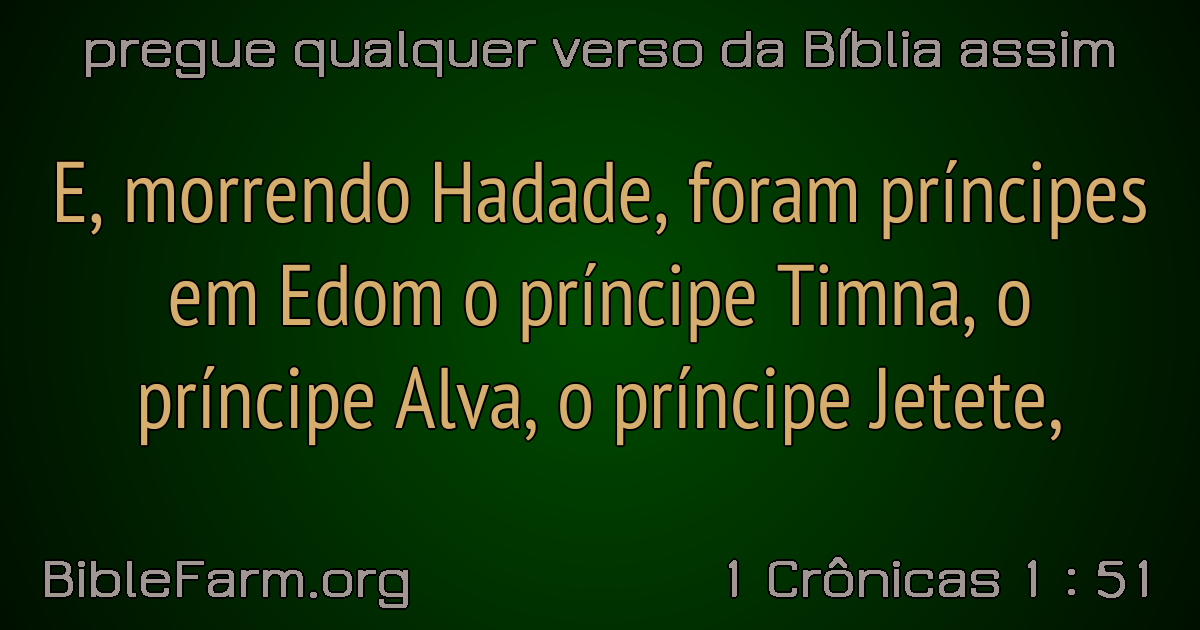 pregue qualquer verso da Bíblia assim
E, morrendo Hadade, foram príncipes
em Edom o príncipe Timna, o
príncipe Alva, o príncipe Jetete,
BibleFarm.org
1 Crônicas 1 : 51